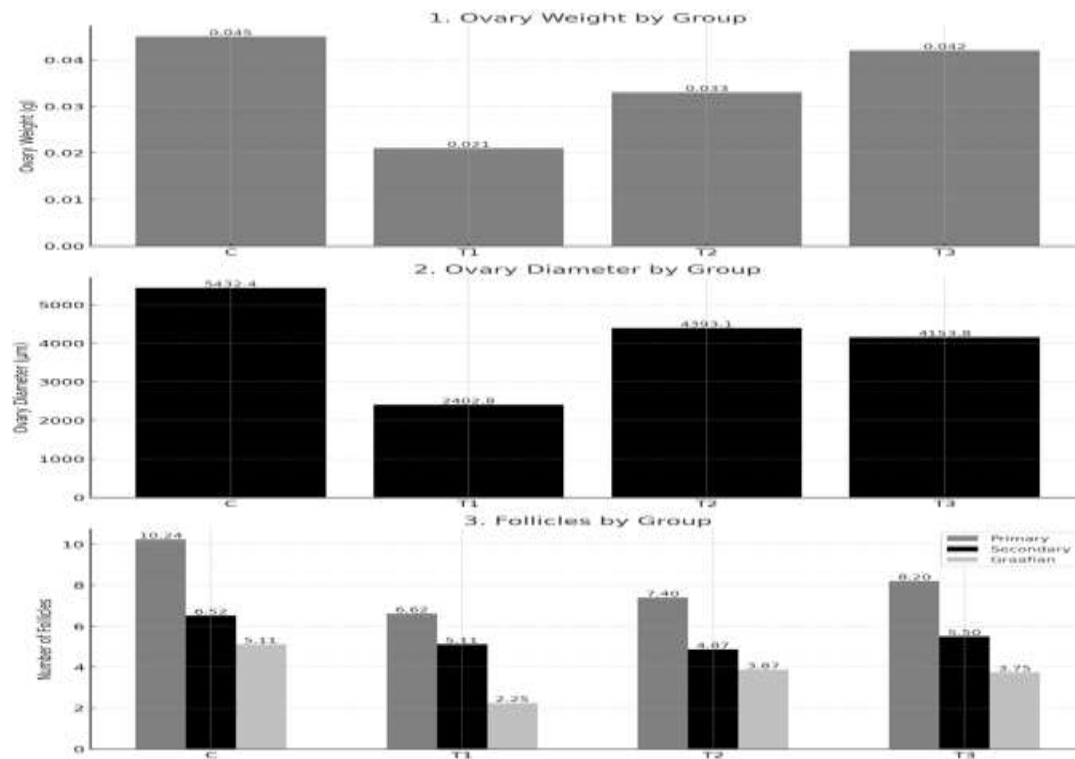 1. Ovary Weight by Group
Ovary Weight (g)
0.04
0.03
0.02
0.01
0.00
0.045
0.021
0.033
0.042
C T1 T2 T3
2. Ovary Diameter by Group
Ovary Diameter (µm)
5000
4000
3000
2000
1000
0
5432.4
2402.8
4393.1
4153.8
C T1 T2 T3
3. Follicles by Group
Number of Follicles
10
8
6
4
2
0
Primary
Secondary
Graafian
10.24 6.52 5.11
6.62 5.11 2.25
7.40 4.87 3.87
8.20 5.50 3.75
C T1 T2 T3